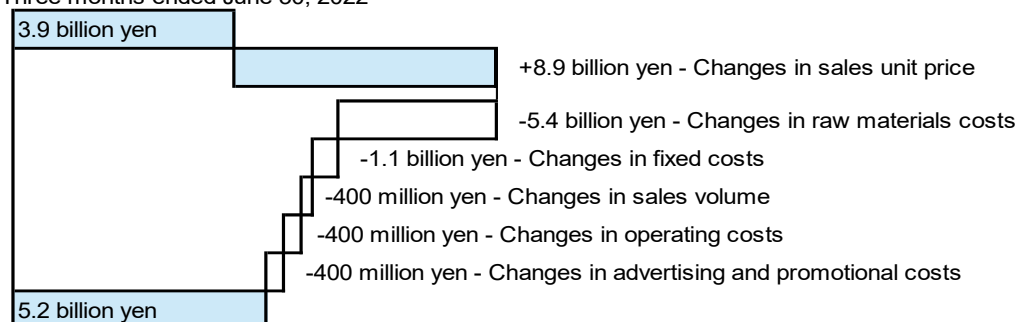 Three months ended June 30, 2022
3.9 billion yen
+8.9 billion yen - Changes in sales unit price
-5.4 billion yen - Changes in raw materials costs
-1.1 billion yen - Changes in fixed costs
-400 million yen - Changes in sales volume
-400 million yen - Changes in operating costs
-400 million yen - Changes in advertising and promotional costs
5.2 billion yen